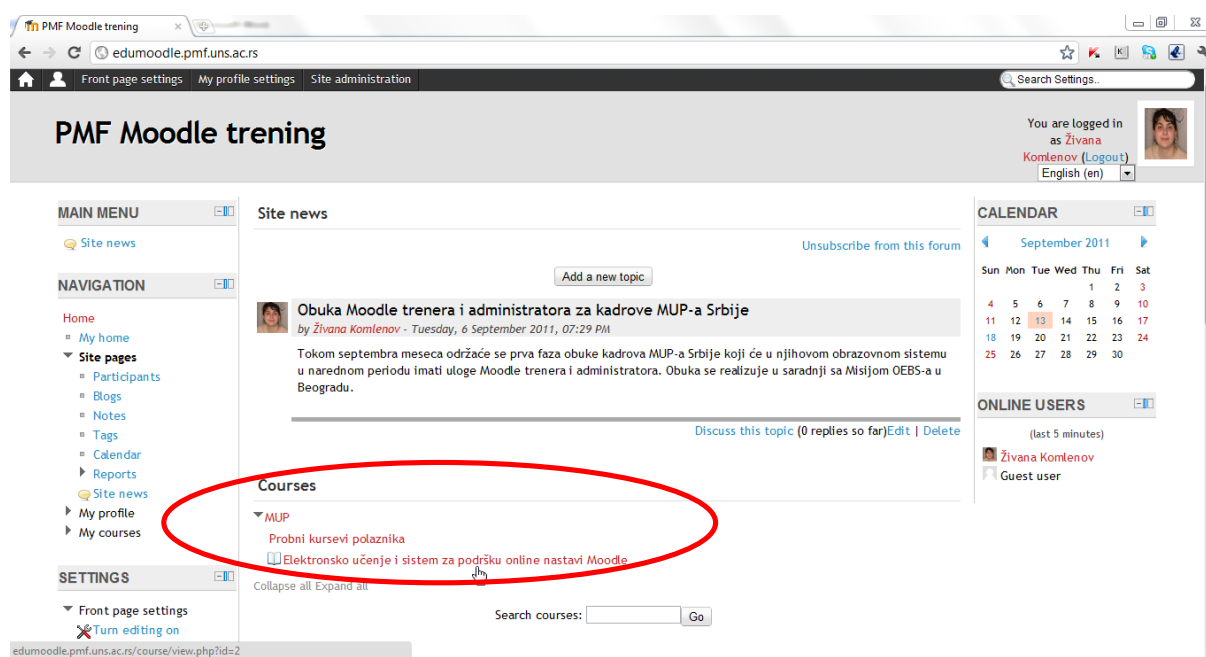 PMF Moodle trening
edumoodle.pmf.uns.ac.rs
Front page settings My profile settings Site administration
Search Settings..
PMF Moodle trening
You are logged in
as Živana
Komlenov (Logout)
English (en)
MAIN MENU
Site news
NAVIGATION
Home
My home
Site pages
Participants
Blogs
Notes
Tags
Calendar
Reports
Site news
My profile
My courses
SETTINGS
Front page settings
Turn editing on
Site news
Unsubscribe from this forum
Add a new topic
Obuka Moodle trenera i administratora za kadrove MUP-a Srbije
by Živana Komlenov - Tuesday, 6 September 2011, 07:29 PM
Tokom septembra meseca održaće se prva faza obuke kadrova MUP-a Srbije koji će u njihovom obrazovnom sistemu
u narednom periodu imati uloge Moodle trenera i administratora. Obuka se realizuje u saradnji sa Misijom OEBS-a u
Beogradu.
Discuss this topic (0 replies so far)Edit | Delete
Courses
MUP
Probni kursevi polaznika
Elektronsko učenje i sistem za podršku online nastavi Moodle
Collapse all Expand all
Search courses: Go
CALENDAR
September 2011
Sun Mon Tue Wed Thu Fri Sat
1 2 3
4 5 6 7 8 9 10
11 12 13 14 15 16 17
18 19 20 21 22 23 24
25 26 27 28 29 30
ONLINE USERS
(last 5 minutes)
Živana Komlenov
Guest user
edumoodle.pmf.uns.ac.rs/course/view.php?id=2